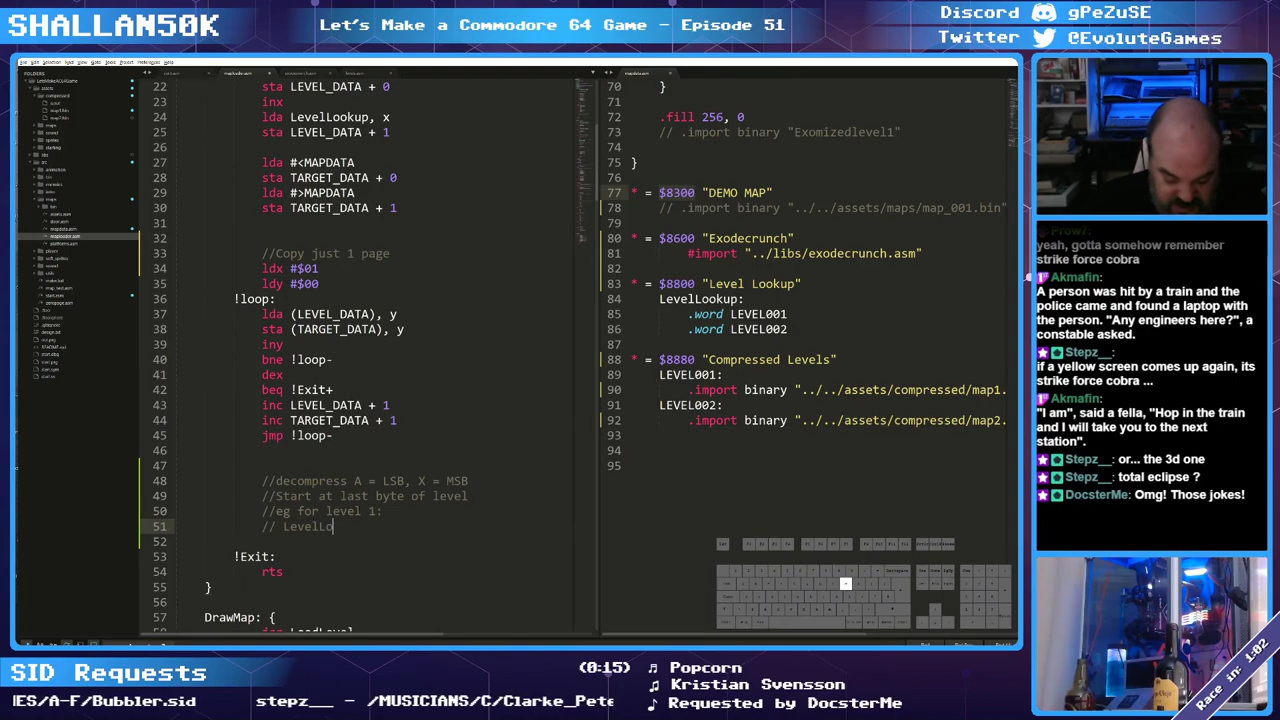 SHALLAN50K
Let's Make a Commodore 64 Game - Episode 51
Discord gPeZuSE
Twitter @EvoluteGames
FOLDERS
22 sta LEVEL_DATA + 0
23 inx
24 lda LevelLookup, x
25 sta LEVEL_DATA + 1
26
27 lda #<MAPDATA
28 sta TARGET_DATA + 0
29 lda #>MAPDATA
30 sta TARGET_DATA + 1
31
32
33 //Copy just 1 page
34 ldx #$01
35 ldy #$00
36 !loop:
37 lda (LEVEL_DATA), y
38 sta (TARGET_DATA), y
39 iny
40 bne !loop-
41 dex
42 beq !Exit+
43 inc LEVEL_DATA + 1
44 inc TARGET_DATA + 1
45 jmp !loop-
46
47
48 //decompress A = LSB, X = MSB
49 //Start at last byte of level
50 //eg for level 1:
51 // LevelLo
52
53 !Exit:
54 rts
55 }
56
57 DrawMap: {
70 }
71
72 .fill 256, 0
73 // .import binary "Exomizedlevel1"
74
75 }
76
77 * = $8300 "DEMO MAP"
78 // .import binary "../../assets/maps/map_001.bin"
79
80 * = $8600 "Exodecrunch"
81 #import "../libs/exodecrunch.asm"
82
83 * = $8800 "Level Lookup"
84 LevelLookup:
85 .word LEVEL001
86 .word LEVEL002
87
88 * = $8880 "Compressed Levels"
89 LEVEL001:
90 .import binary "../../assets/compressed/map1.
91 LEVEL002:
92 .import binary "../../assets/compressed/map2.
93
94
95
Prow7:
yeah, gotta somehow remember
strike force cobra
Akmafin:
A person was hit by a train and the
police came and found a laptop with
the person. "Any engineers here?", a
constable asked.
Stepz__:
if a yellow screen comes up again, its
strike force cobra ...
Akmafin:
"I am", said a fella, "Hop in the train
and I will take you to the next
station".
Stepz__: or... the 3d one
Stepz__: total eclipse ?
DocsterMe: Omg! Those jokes!
Race in: 1:02
SID Requests
(0:15) Popcorn
Kristian Svensson
Requested by DocsterMe
IES/A-F/Bubbler.sid stepz__ - /MUSICIANS/C/Clarke_Pete